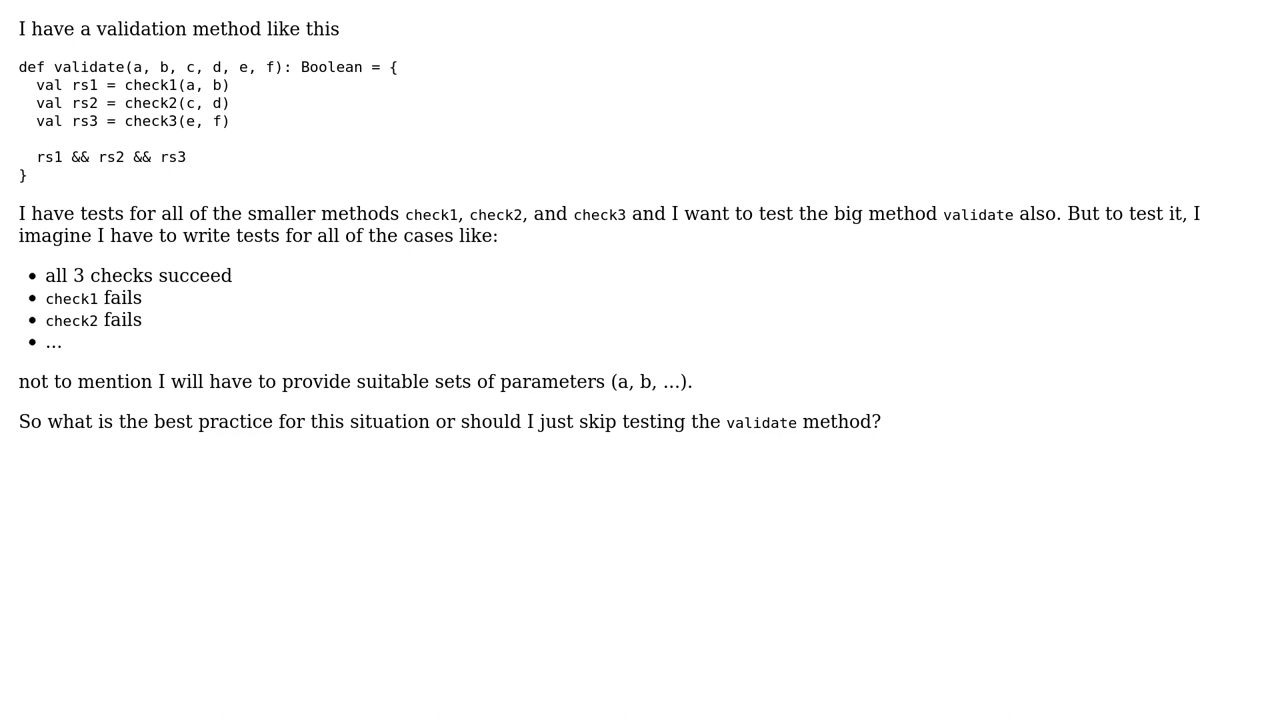 I have a validation method like this
def validate(a, b, c, d, e, f): Boolean = {
  val rs1 = check1(a, b)
  val rs2 = check2(c, d)
  val rs3 = check3(e, f)

  rs1 && rs2 && rs3
}
I have tests for all of the smaller methods check1, check2, and check3 and I want to test the big method validate also. But to test it, I
imagine I have to write tests for all of the cases like:
• all 3 checks succeed
• check1 fails
• check2 fails
• ...
not to mention I will have to provide suitable sets of parameters (a, b, ...).
So what is the best practice for this situation or should I just skip testing the validate method?